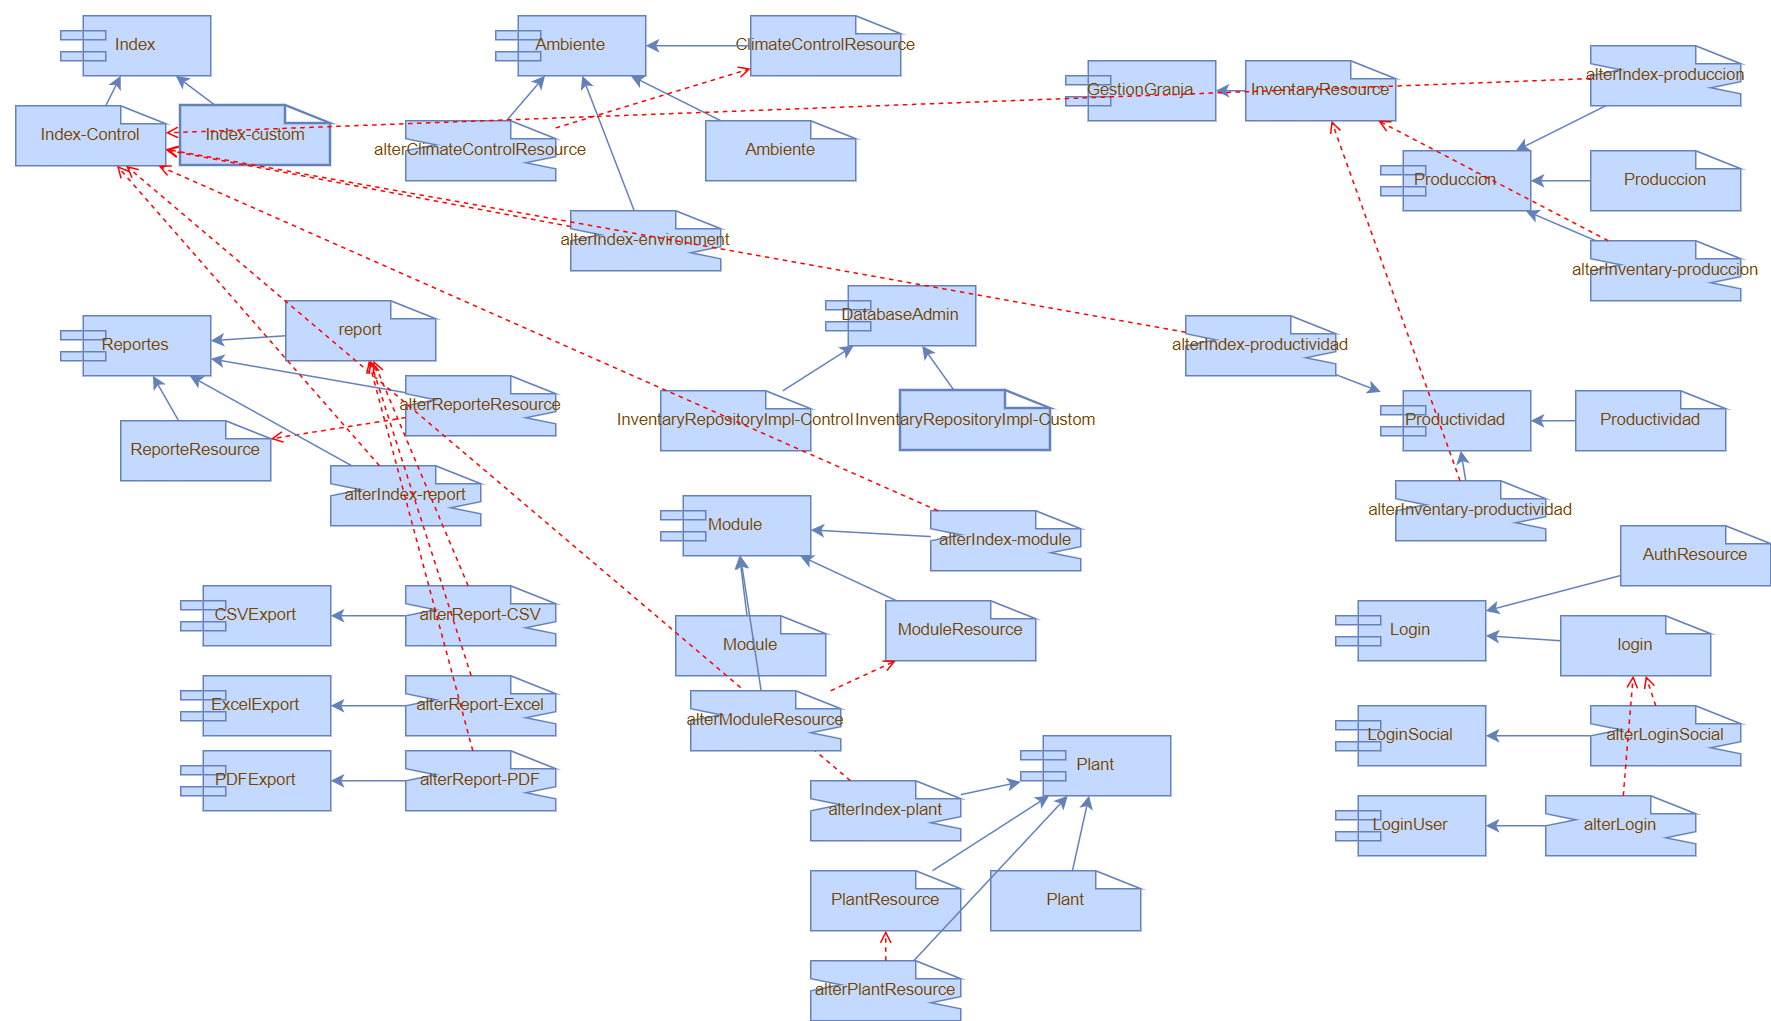 Index
Ambiente
ClimateControlResource
GestionGranja
InventaryResource
alterIndex-produccion
Index-Control
Index-custom
alterClimateControlResource
Ambiente
Produccion
Produccion
alterIndex-environment
alterInventary-produccion
Reportes
report
DatabaseAdmin
alterIndex-productividad
alterReporteResource
InventaryRepositoryImpl-Control
InventaryRepositoryImpl-Custom
Productividad
Productividad
ReporteResource
alterIndex-report
Module
alterIndex-module
alterInventary-productividad
AuthResource
CSVExport
alterReport-CSV
Module
ModuleResource
Login
login
ExcelExport
alterReport-Excel
alterModuleResource
LoginSocial
alterLoginSocial
PDFExport
alterReport-PDF
Plant
alterIndex-plant
LoginUser
alterLogin
PlantResource
Plant
alterPlantResource